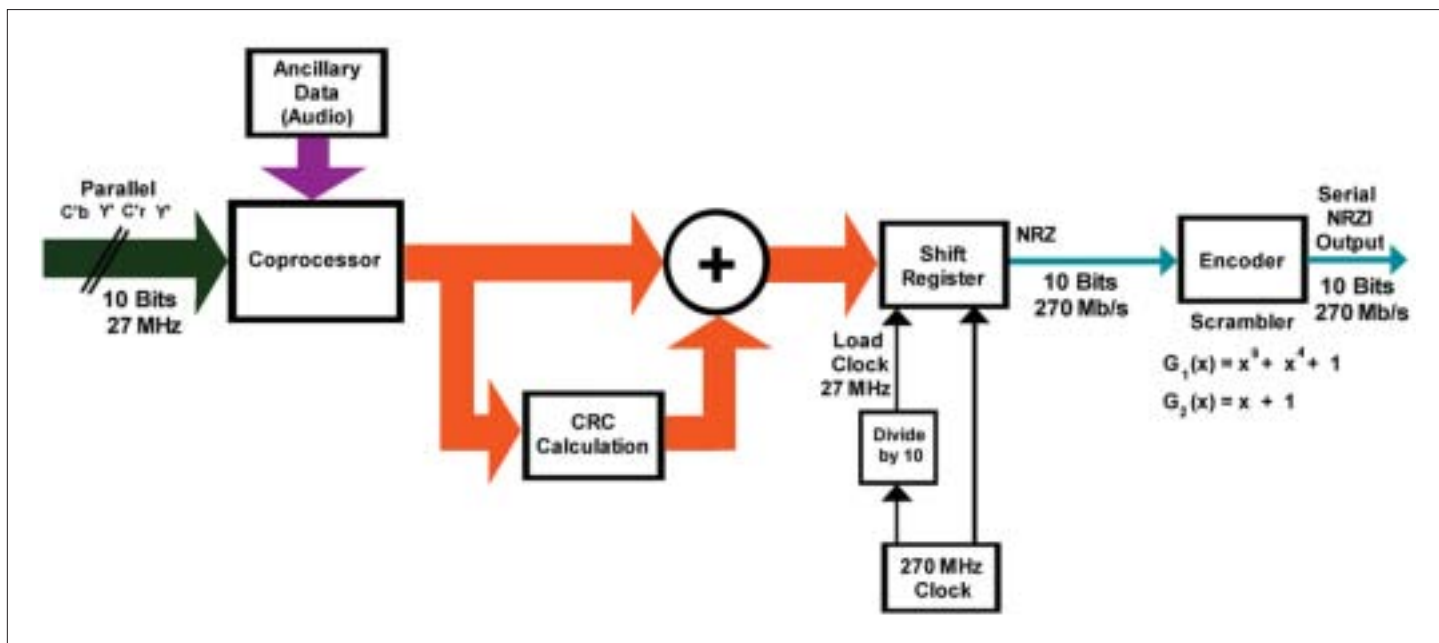 Ancillary
Data
(Audio)
Parallel
C'b Y' C'r Y'
10 Bits
27 MHz
Coprocessor
+
CRC
Calculation
Shift
Register
NRZ
10 Bits
270 Mb/s
Load
Clock
27 MHz
Divide
by 10
270 MHz
Clock
Encoder
Scrambler
G₁(x) = x⁹ + x⁴ + 1
G₂(x) = x + 1
Serial
NRZI
Output
10 Bits
270 Mb/s